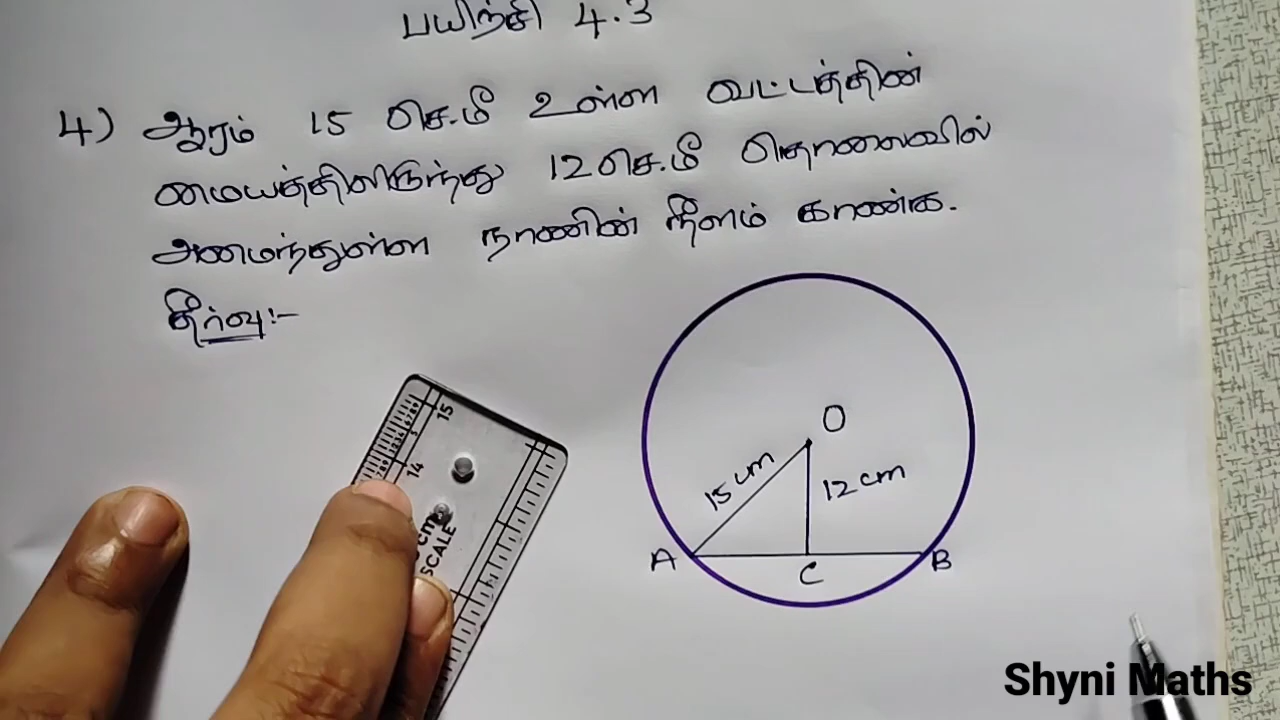 பயிற்சி 4.3
4) ஆரம் 15 செ.மீ உள்ள வட்டத்தின்
மையத்திலிருந்து 12 செ.மீ தொலைவில்
அமைந்துள்ள நாணின் நீளம் காண்க.
தீர்வு:-
O
15 cm
12 cm
A
C
B
15
14
cm
SCALE
Shyni Maths